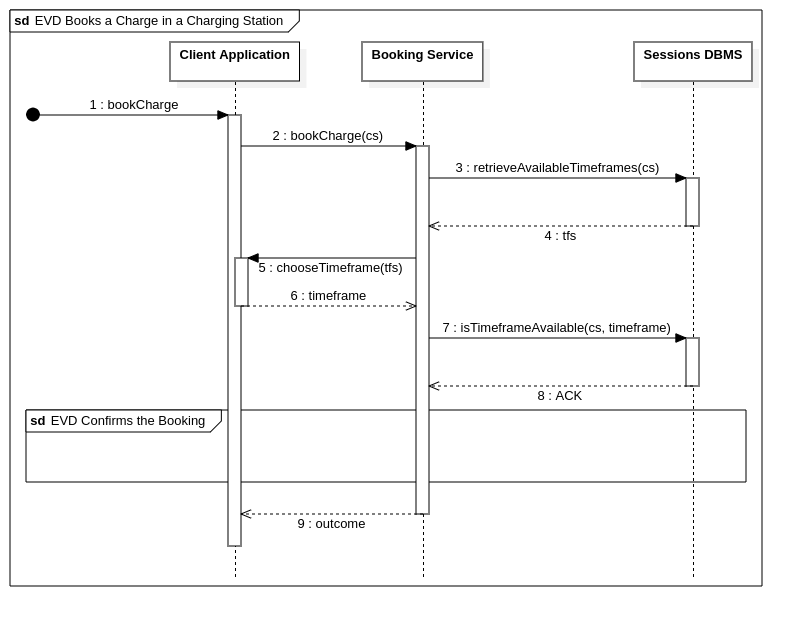 sd EVD Books a Charge in a Charging Station
Client Application
Booking Service
Sessions DBMS
1 : bookCharge
2 : bookCharge(cs)
3 : retrieveAvailableTimeframes(cs)
4 : tfs
5 : chooseTimeframe(tfs)
6 : timeframe
7 : isTimeframeAvailable(cs, timeframe)
8 : ACK
sd EVD Confirms the Booking
9 : outcome